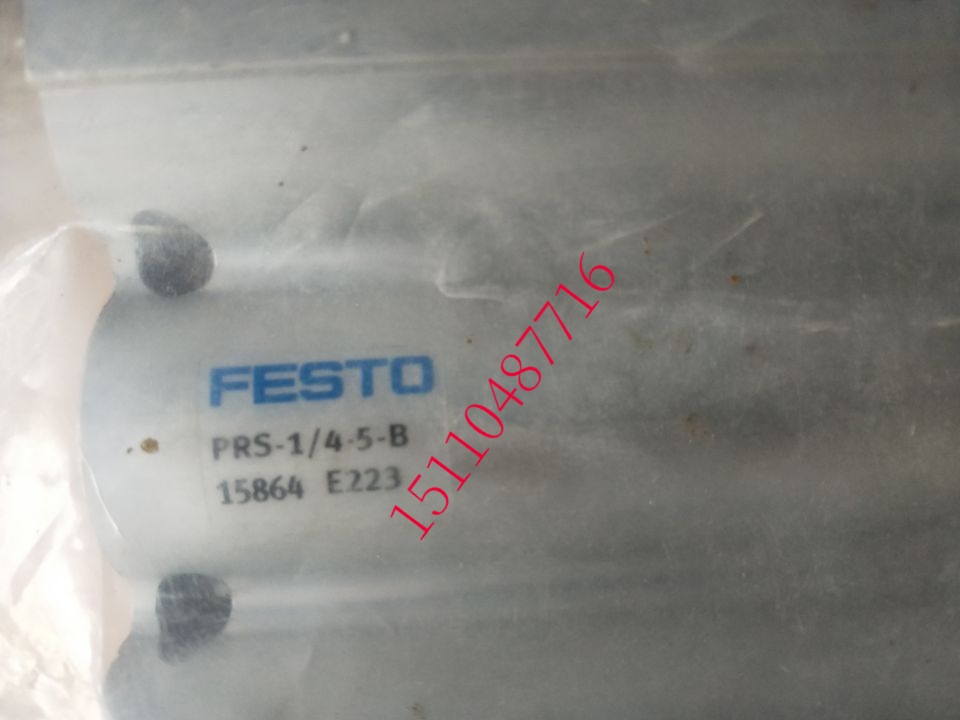 FESTO
PRS-1/4-5-B
15864 E223
15110487716